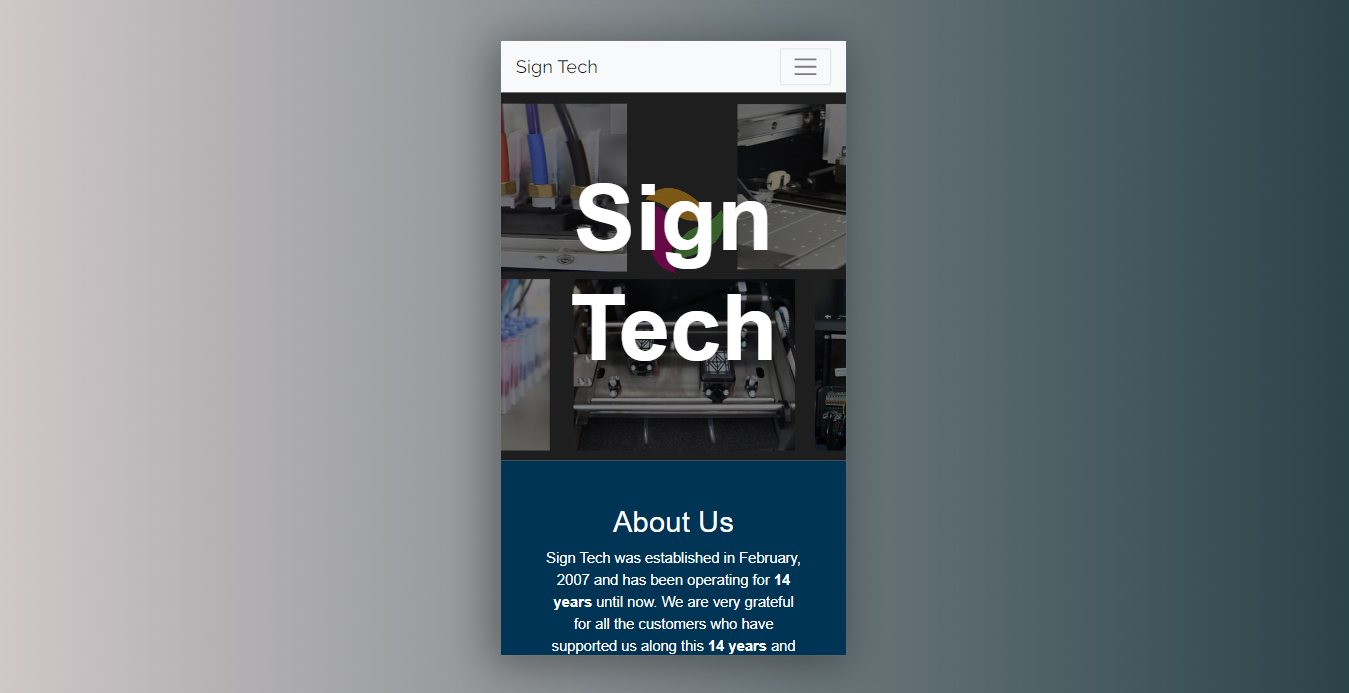 Sign Tech
Sign
Tech
About Us
Sign Tech was established in February,
2007 and has been operating for 14
years until now. We are very grateful
for all the customers who have
supported us along this 14 years and